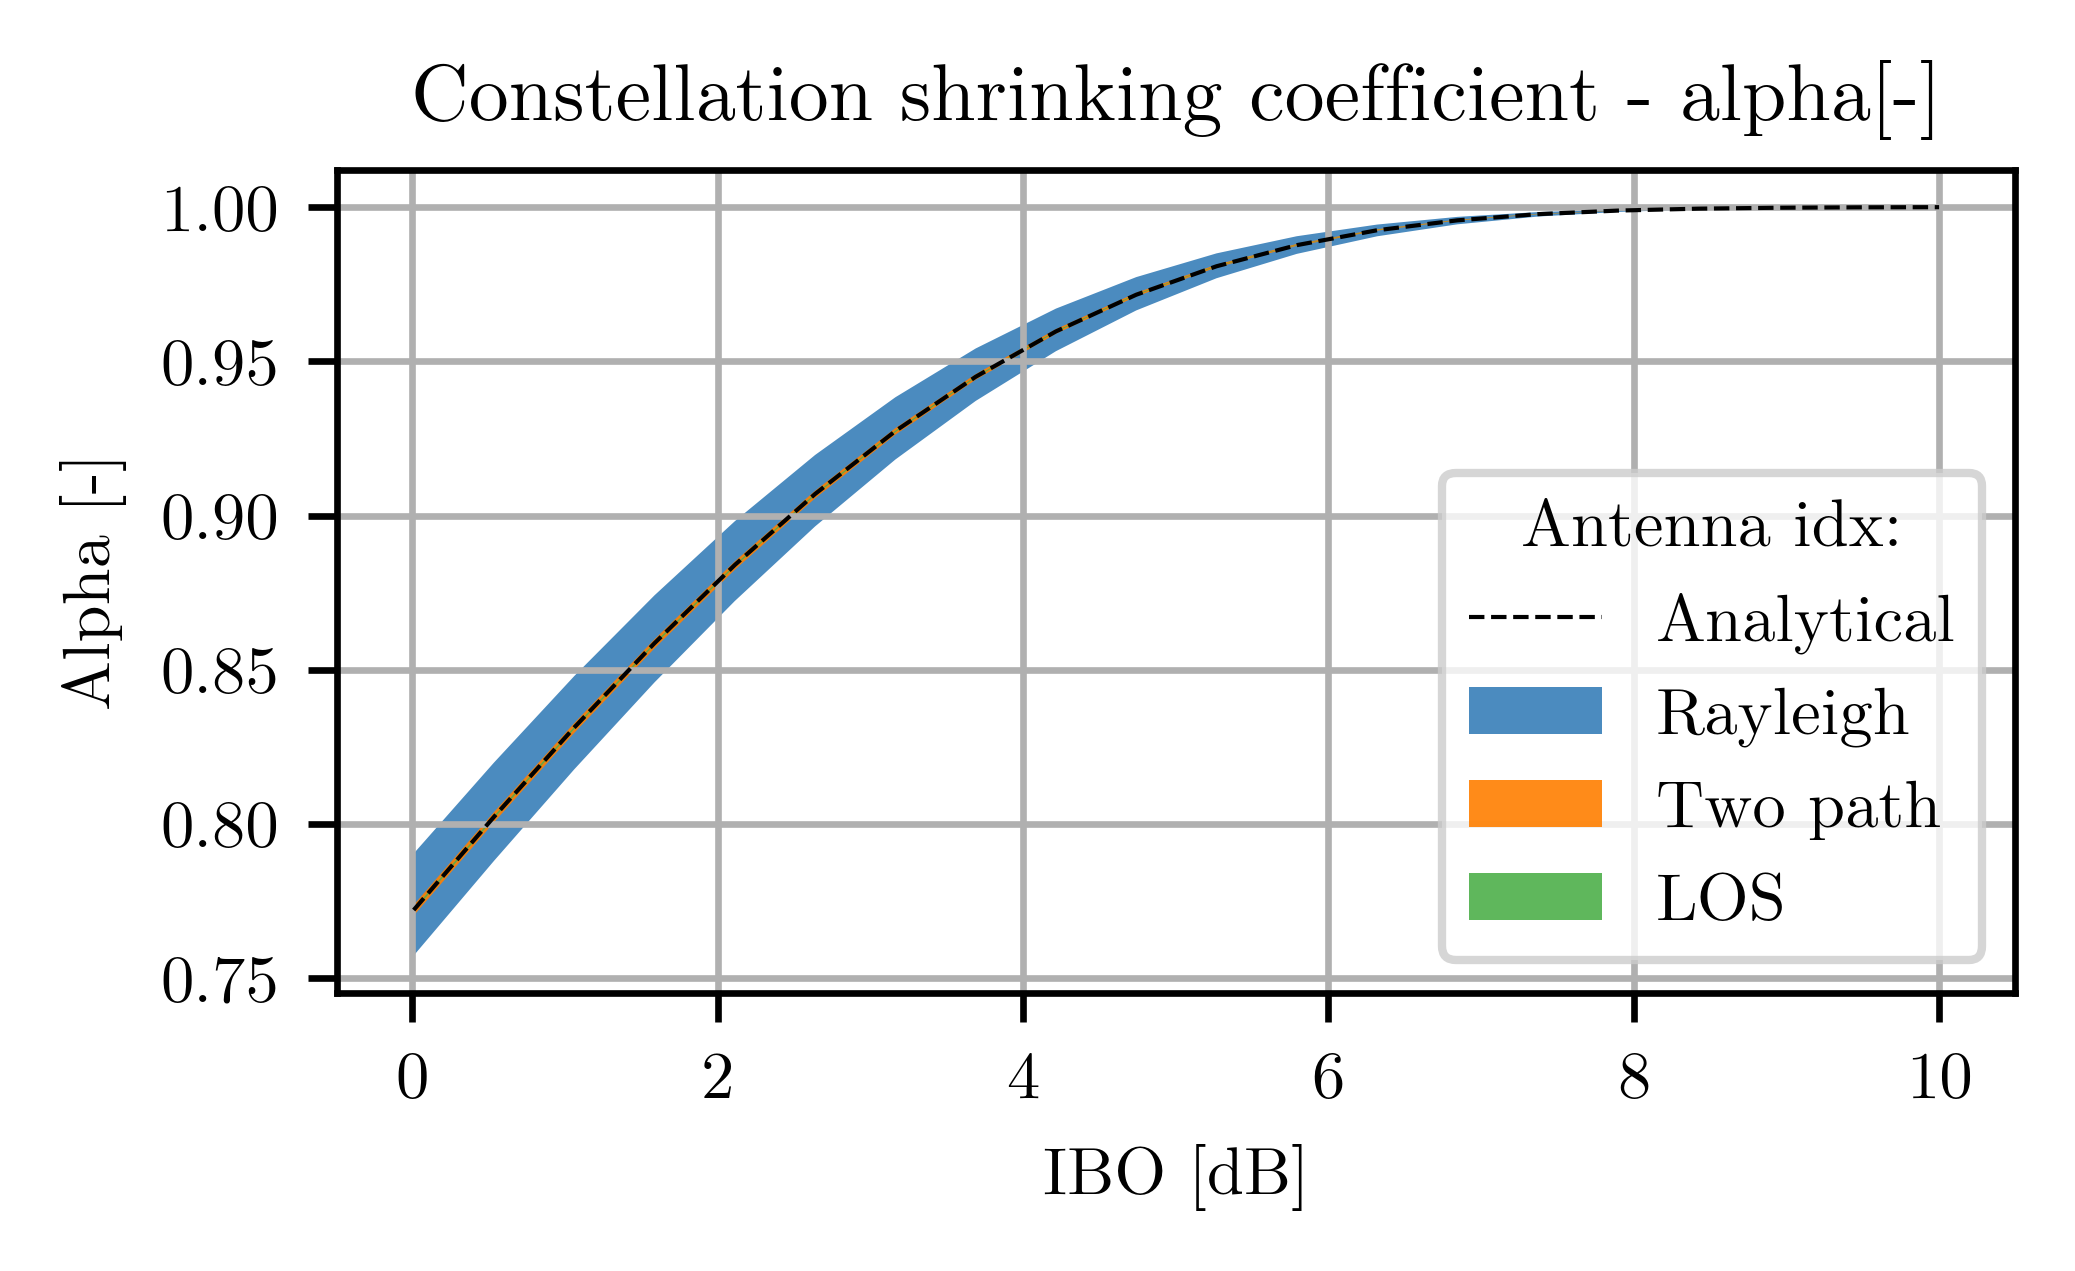 Constellation shrinking coefficient - alpha[-]
1.00
0.95
0.90
0.85
0.80
0.75
Alpha [-]
Antenna idx:
Analytical
Rayleigh
Two path
LOS
0 2 4 6 8 10
IBO [dB]